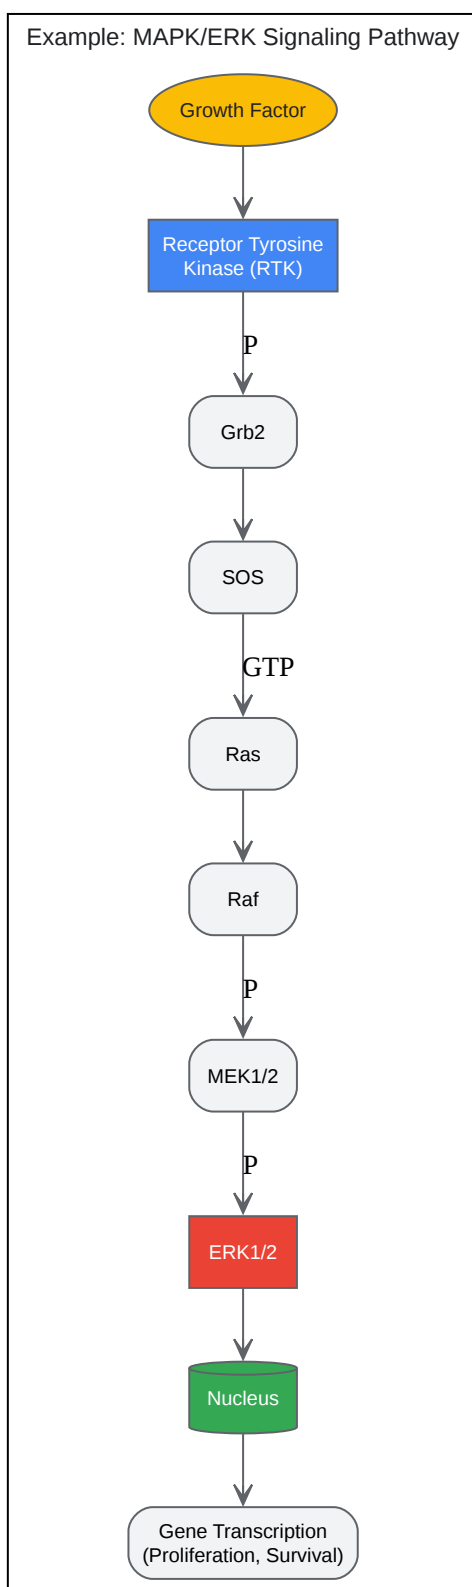 Example: MAPK/ERK Signaling Pathway
Growth Factor
Receptor Tyrosine
Kinase (RTK)
P
Grb2
SOS
GTP
Ras
Raf
P
MEK1/2
P
ERK1/2
Nucleus
Gene Transcription
(Proliferation, Survival)